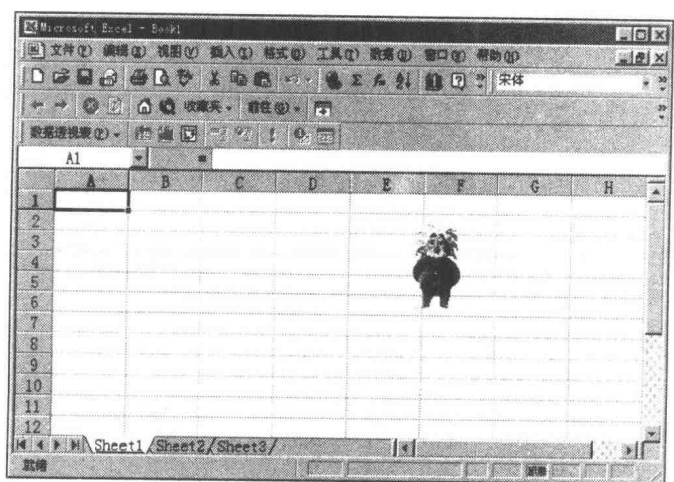 Microsoft Excel - Book1
文件(F) 编辑(E) 视图(V) 插入(I) 格式(O) 工具(T) 数据(D) 窗口(W) 帮助(H)
宋体
收藏夹 前往(G)
数据透视表(P)
A1 =
A B C D E F G H
1
2
3
4
5
6
7
8
9
10
11
12
Sheet1 Sheet2 Sheet3
就绪